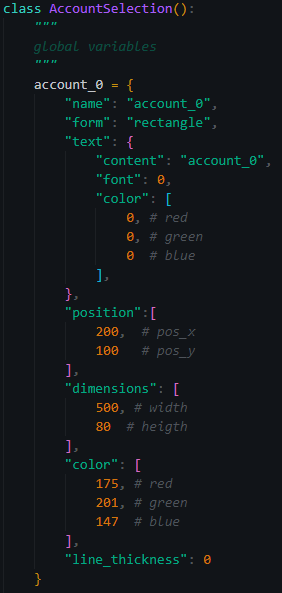 class AccountSelection():
    """
    global variables
    """
    account_0 = {
        "name": "account_0",
        "form": "rectangle",
        "text": {
            "content": "account_0",
            "font": 0,
            "color": [
                0, # red
                0, # green
                0  # blue
            ],
        },
        "position":[
            200,  # pos_x
            100   # pos_y
        ],
        "dimensions": [
            500, # width
            80  # heigth
        ],
        "color": [
            175, # red
            201, # green
            147  # blue
        ],
        "line_thickness": 0
    }